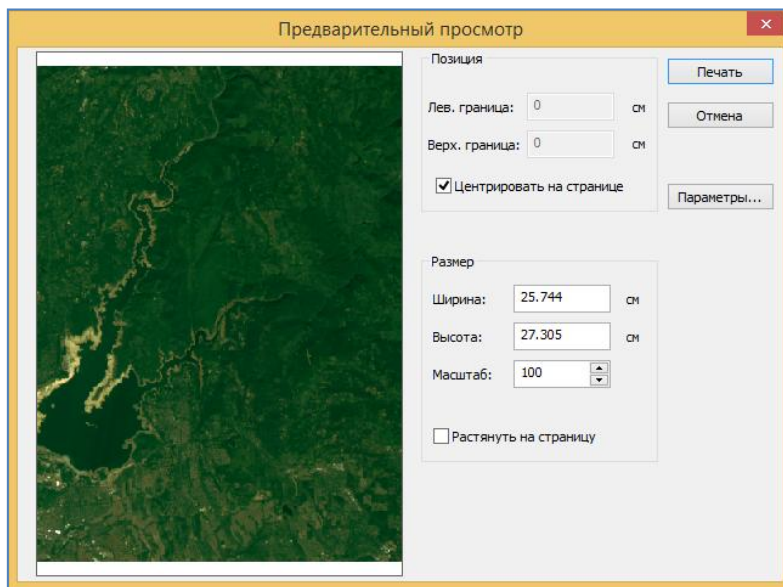 Предварительный просмотр
Позиция
Лев. граница: 0 см
Верх. граница: 0 см
Центрировать на странице
Размер
Ширина: 25.744 см
Высота: 27.305 см
Масштаб: 100
Растянуть на страницу
Печать
Отмена
Параметры...